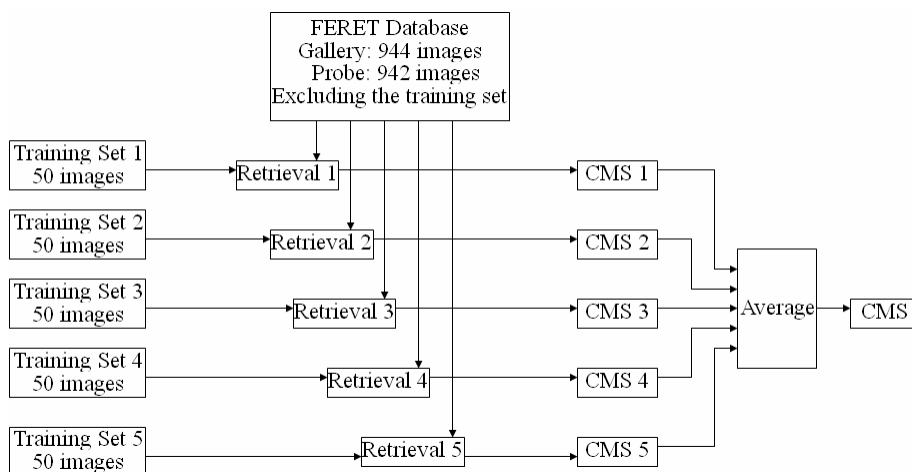 FERET Database
Gallery: 944 images
Probe: 942 images
Excluding the training set
Training Set 1
50 images
Retrieval 1
CMS 1
Training Set 2
50 images
Retrieval 2
CMS 2
Training Set 3
50 images
Retrieval 3
CMS 3
Average
CMS
Training Set 4
50 images
Retrieval 4
CMS 4
Training Set 5
50 images
Retrieval 5
CMS 5